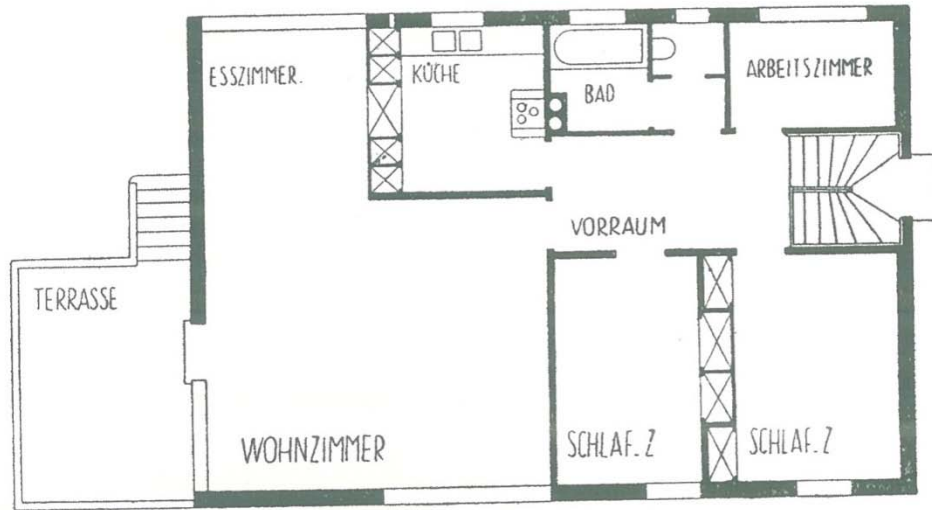 ESSZIMMER.
KÜCHE
BAD
ARBEITSZIMMER
VORRAUM
TERRASSE
WOHNZIMMER
SCHLAF. Z
SCHLAF. Z